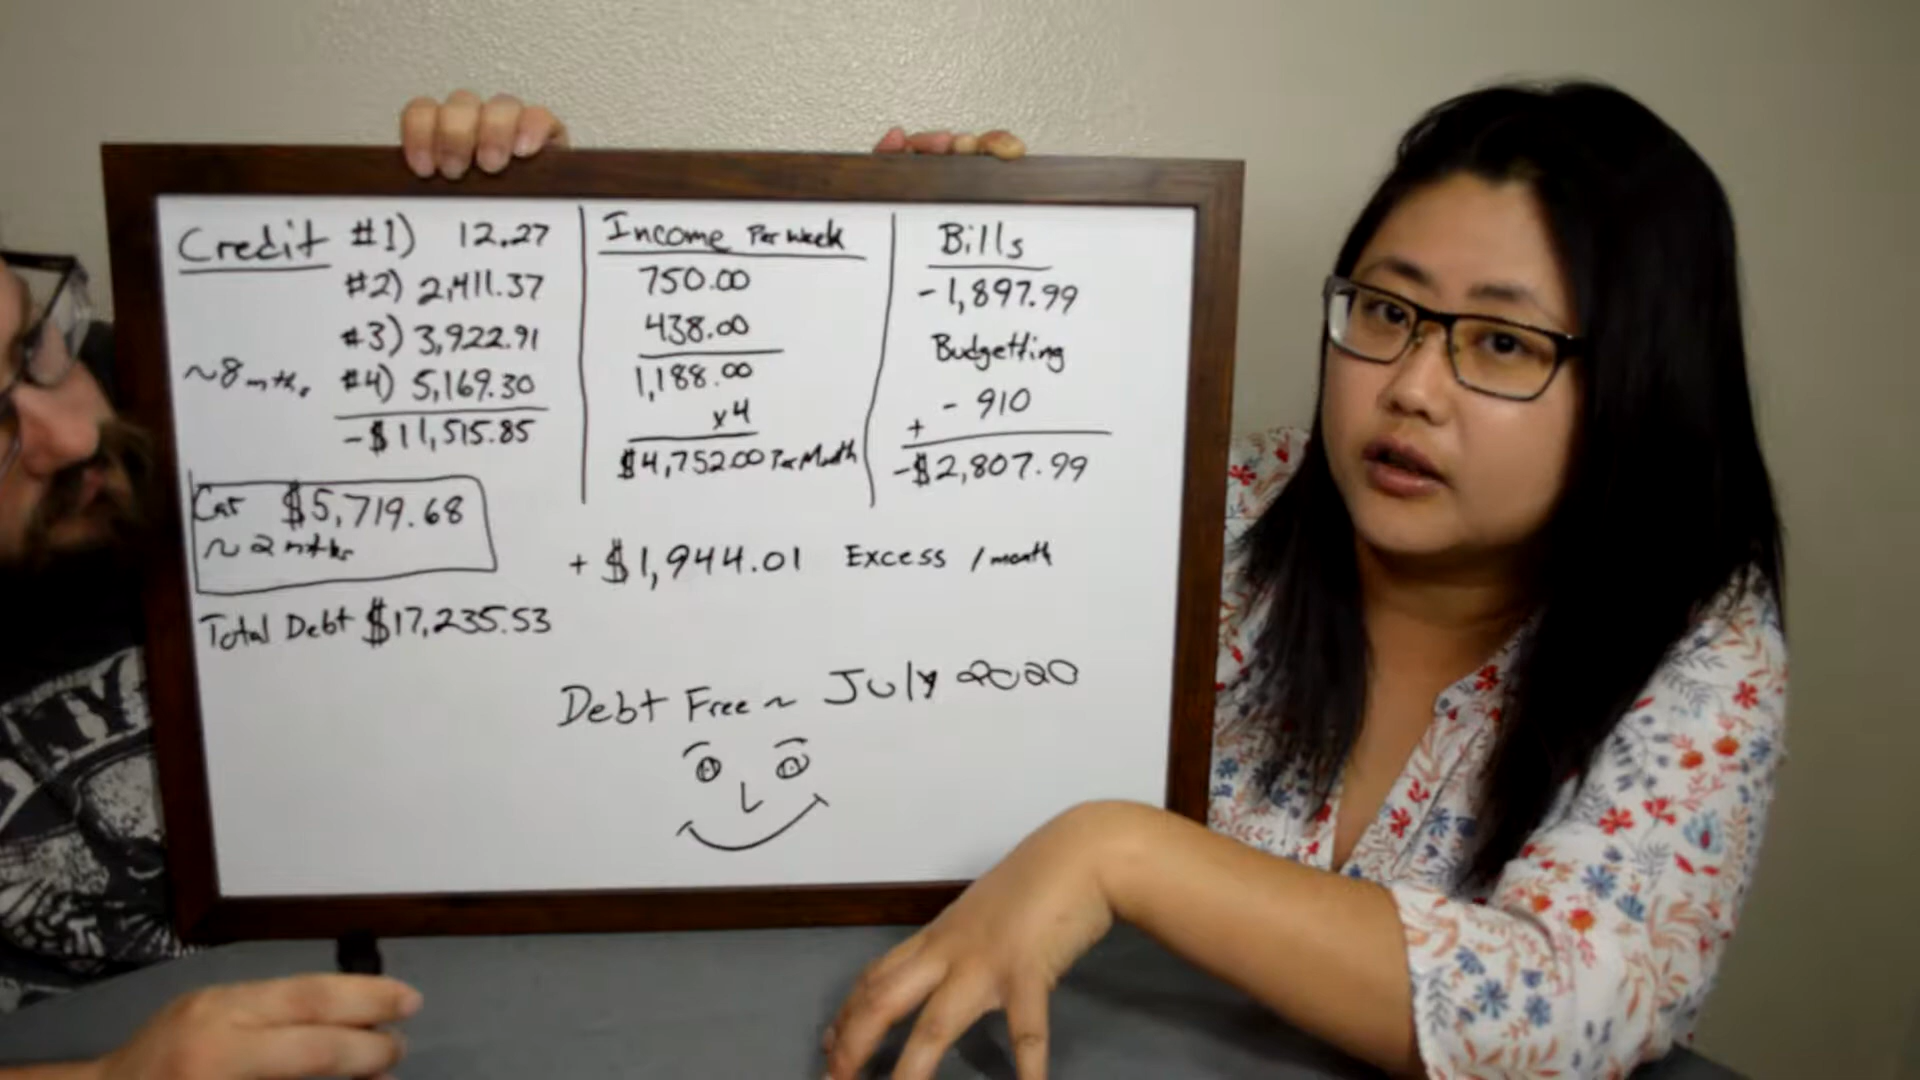 Credit #1) 12.27
#2) 2,411.37
#3) 3,922.91
~8 mths #4) 5,169.30
-$11,515.85
Car $5,719.68
~2 mths
Total Debt $17,235.53
Income Per Week
750.00
438.00
1,188.00
x4
$4,752.00 Per Month
Bills
-1,897.99
Budgetting
- 910
+
-$2,807.99
+ $1,944.01 Excess /month
Debt Free ~ July 2020